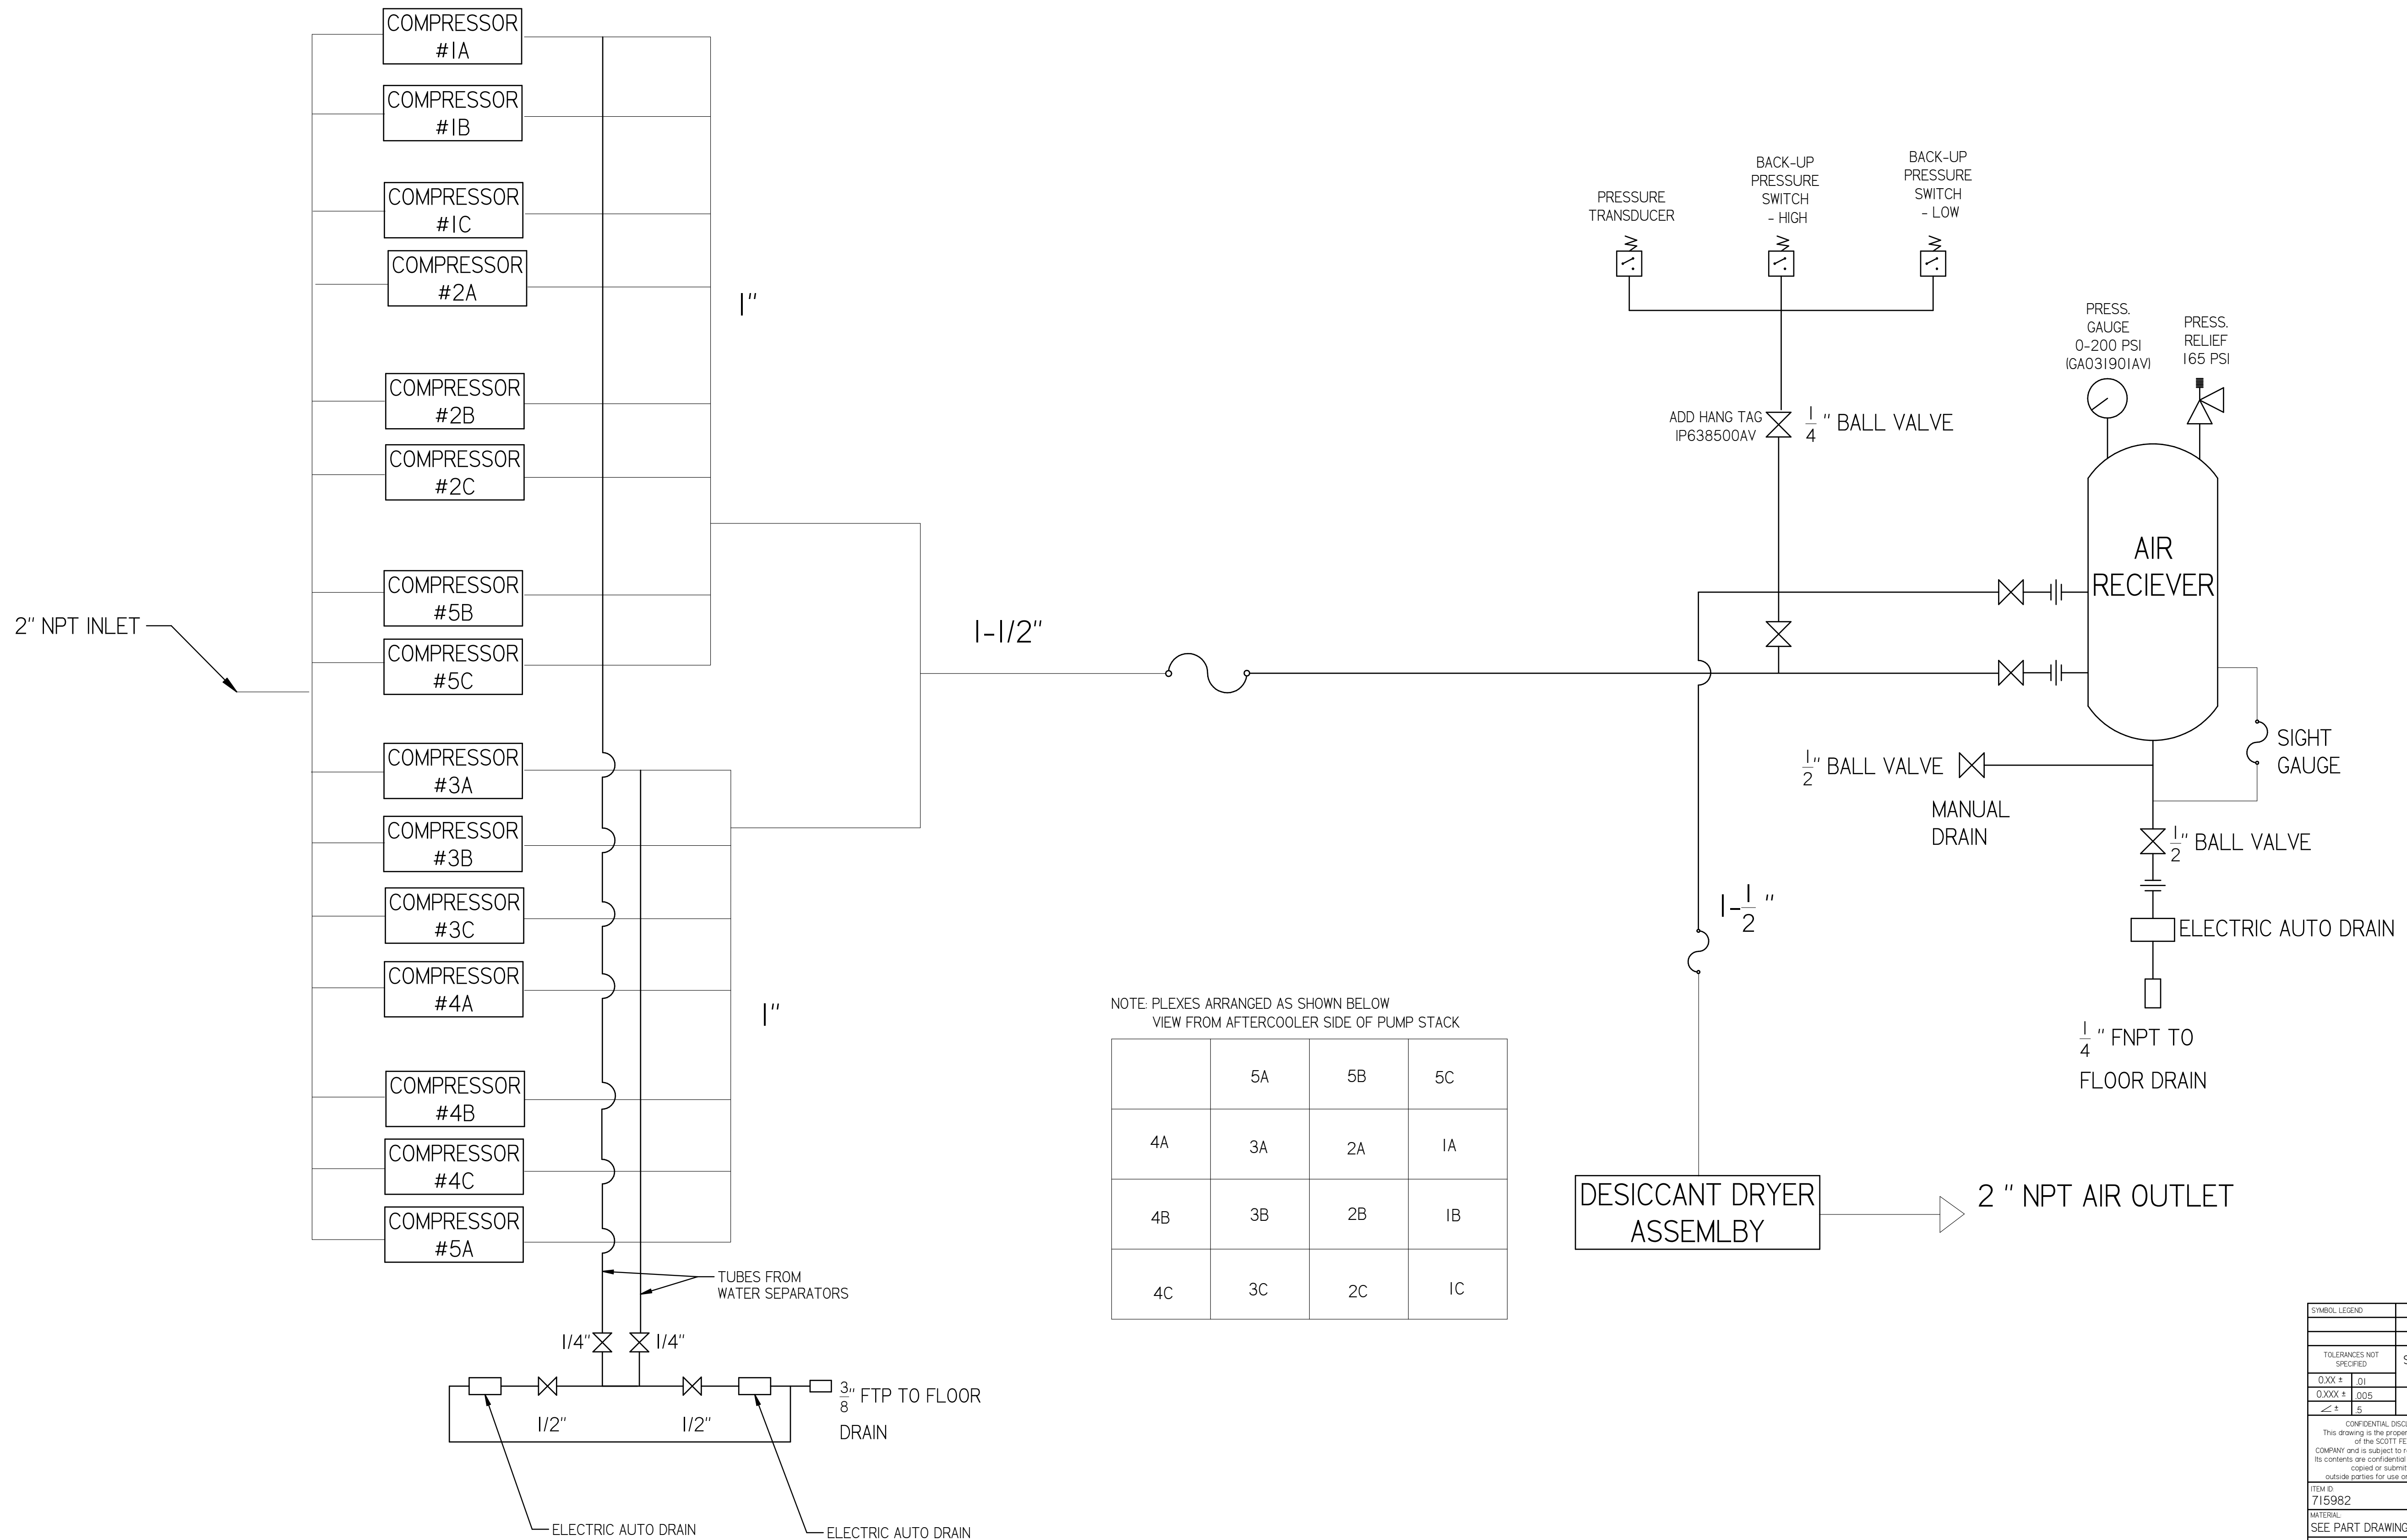 COMPRESSOR
#1A
COMPRESSOR
#1B
COMPRESSOR
#1C
COMPRESSOR
#2A
COMPRESSOR
#2B
COMPRESSOR
#2C
COMPRESSOR
#5B
COMPRESSOR
#5C
COMPRESSOR
#3A
COMPRESSOR
#3B
COMPRESSOR
#3C
COMPRESSOR
#4A
COMPRESSOR
#4B
COMPRESSOR
#4C
COMPRESSOR
#5A
2" NPT INLET
1"
1-1/2"
1"
TUBES FROM
WATER SEPARATORS
1/4" 1/4"
1/2" 1/2"
3/8" FTP TO FLOOR
DRAIN
ELECTRIC AUTO DRAIN
ELECTRIC AUTO DRAIN
PRESSURE
TRANSDUCER
BACK-UP
PRESSURE
SWITCH
- HIGH
BACK-UP
PRESSURE
SWITCH
- LOW
ADD HANG TAG
IP638500AV
1/4 " BALL VALVE
PRESS.
GAUGE
0-200 PSI
(GA031901AV)
PRESS.
RELIEF
165 PSI
AIR
RECIEVER
SIGHT
GAUGE
1/2" BALL VALVE
MANUAL
DRAIN
1/2" BALL VALVE
ELECTRIC AUTO DRAIN
1/4 " FNPT TO
FLOOR DRAIN
1-1/2 "
NOTE: PLEXES ARRANGED AS SHOWN BELOW
VIEW FROM AFTERCOOLER SIDE OF PUMP STACK
5A 5B 5C
4A 3A 2A 1A
4B 3B 2B 1B
4C 3C 2C 1C
DESICCANT DRYER
ASSEMLBY
2 " NPT AIR OUTLET
SYMBOL LEGEND
TOLERANCES NOT
SPECIFIED
0.XX ± .01
0.XXX ± .005
∠ ± .5
CONFIDENTIAL
This drawing is the
of the SCOTT
COMPANY and is subject to
Its contents are confidential
copied or
outside parties for use
ITEM ID:
715982
MATERIAL:
SEE PART